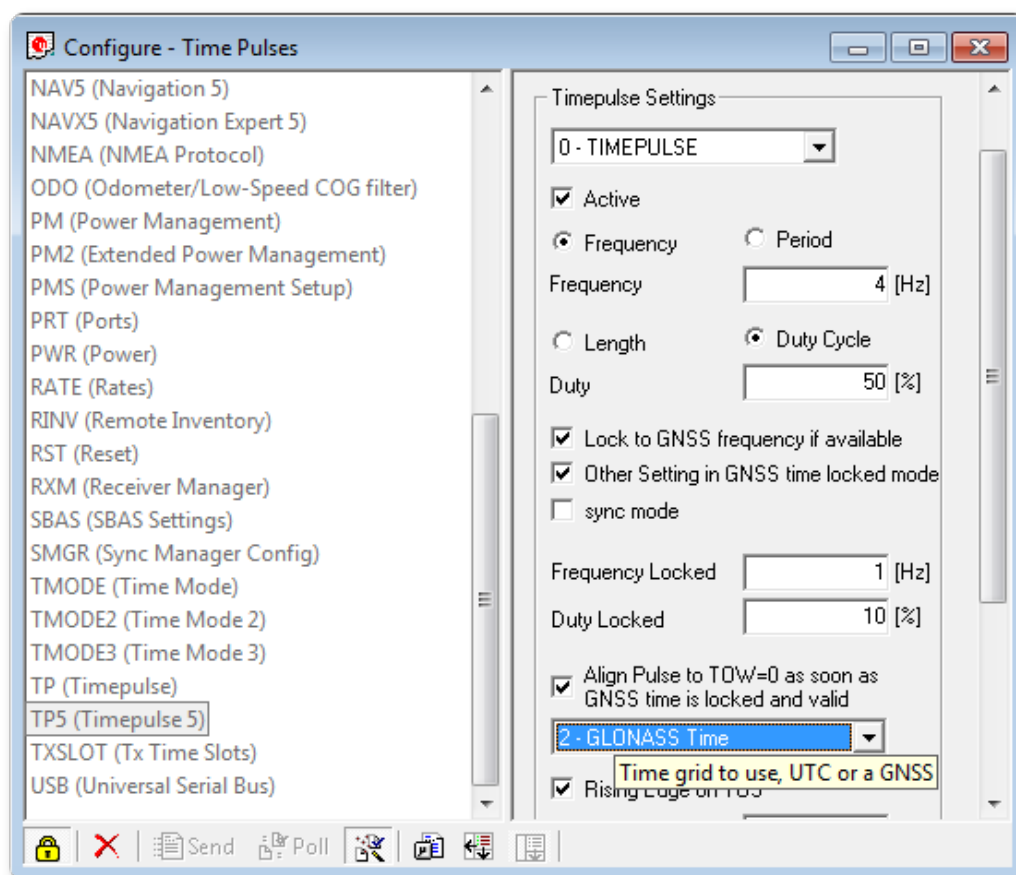 Configure - Time Pulses
NAV5 (Navigation 5)
NAVX5 (Navigation Expert 5)
NMEA (NMEA Protocol)
ODO (Odometer/Low-Speed COG filter)
PM (Power Management)
PM2 (Extended Power Management)
PMS (Power Management Setup)
PRT (Ports)
PWR (Power)
RATE (Rates)
RINV (Remote Inventory)
RST (Reset)
RXM (Receiver Manager)
SBAS (SBAS Settings)
SMGR (Sync Manager Config)
TMODE (Time Mode)
TMODE2 (Time Mode 2)
TMODE3 (Time Mode 3)
TP (Timepulse)
TP5 (Timepulse 5)
TXSLOT (Tx Time Slots)
USB (Universal Serial Bus)
Timepulse Settings
0 - TIMEPULSE
Active
Frequency Period
Frequency 4 [Hz]
Length Duty Cycle
Duty 50 [%]
Lock to GNSS frequency if available
Other Setting in GNSS time locked mode
sync mode
Frequency Locked 1 [Hz]
Duty Locked 10 [%]
Align Pulse to TOW=0 as soon as
GNSS time is locked and valid
2 - GLONASS Time
Time grid to use, UTC or a GNSS
Rising Edge on
Send Poll